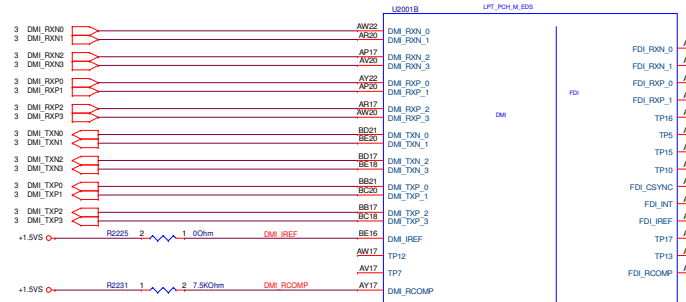 U2001B LPT_PCH_M_EDS
3 DMI_RXN0 AW22 DMI_RXN_0
3 DMI_RXN1 AR20 DMI_RXN_1
FDI_RXN_0
3 DMI_RXN2 AP17 DMI_RXN_2
3 DMI_RXN3 AV20 DMI_RXN_3
FDI_RXN_1
3 DMI_RXP0 AY22 DMI_RXP_0
FDI_RXP_0
3 DMI_RXP1 AP20 DMI_RXP_1
FDI
FDI_RXP_1
3 DMI_RXP2 AR17 DMI_RXP_2
3 DMI_RXP3 AW20 DMI_RXP_3
DMI
TP16
3 DMI_TXN0 BD21 DMI_TXN_0
TP5
3 DMI_TXN1 BE20 DMI_TXN_1
TP15
3 DMI_TXN2 BD17 DMI_TXN_2
3 DMI_TXN3 BE18 DMI_TXN_3
TP10
3 DMI_TXP0 BB21 DMI_TXP_0
FDI_CSYNC
3 DMI_TXP1 BC20 DMI_TXP_1
FDI_INT
3 DMI_TXP2 BB17 DMI_TXP_2
3 DMI_TXP3 BC18 DMI_TXP_3
FDI_IREF
+1.5VS R2225 2 1 0Ohm DMI_IREF BE16 DMI_IREF
TP17
AW17 TP12
TP13
AV17 TP7
FDI_RCOMP
+1.5VS R2231 1 2 7.5KOhm DMI_RCOMP AY17 DMI_RCOMP